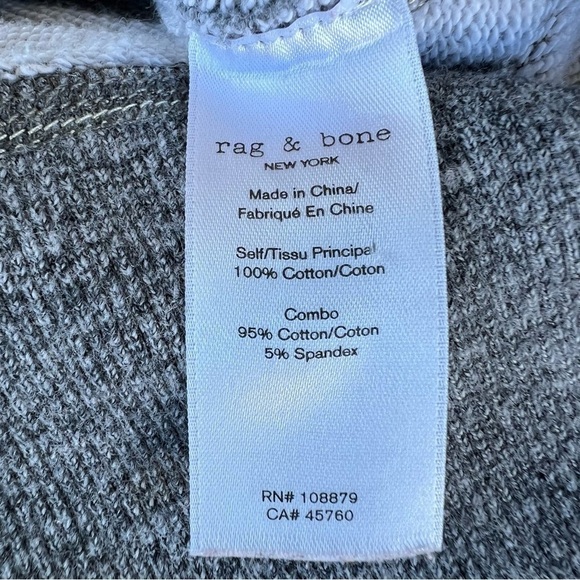 rag & bone
NEW YORK
Made in China/
Fabriqué En Chine
Self/Tissu Principal
100% Cotton/Coton
Combo
95% Cotton/Coton
5% Spandex
RN# 108879
CA# 45760